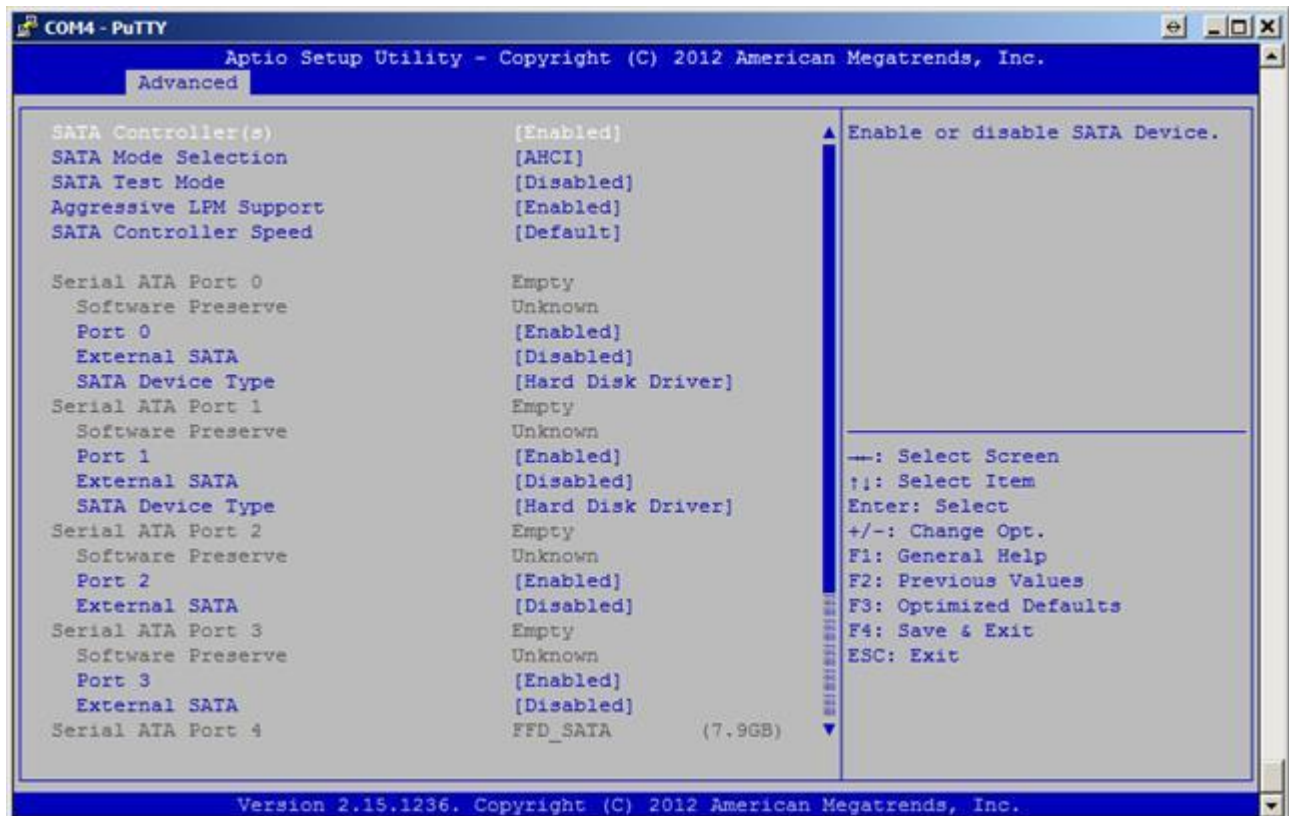 COM4 - PuTTY
Aptio Setup Utility - Copyright (C) 2012 American Megatrends, Inc.
Advanced
SATA Controller(s) [Enabled]
SATA Mode Selection [AHCI]
SATA Test Mode [Disabled]
Aggressive LPM Support [Enabled]
SATA Controller Speed [Default]
Serial ATA Port 0 Empty
Software Preserve Unknown
Port 0 [Enabled]
External SATA [Disabled]
SATA Device Type [Hard Disk Driver]
Serial ATA Port 1 Empty
Software Preserve Unknown
Port 1 [Enabled]
External SATA [Disabled]
SATA Device Type [Hard Disk Driver]
Serial ATA Port 2 Empty
Software Preserve Unknown
Port 2 [Enabled]
External SATA [Disabled]
Serial ATA Port 3 Empty
Software Preserve Unknown
Port 3 [Enabled]
External SATA [Disabled]
Serial ATA Port 4 FFD_SATA (7.9GB)
Enable or disable SATA Device.
→←: Select Screen
↑↓: Select Item
Enter: Select
+/-: Change Opt.
F1: General Help
F2: Previous Values
F3: Optimized Defaults
F4: Save & Exit
ESC: Exit
Version 2.15.1236. Copyright (C) 2012 American Megatrends, Inc.